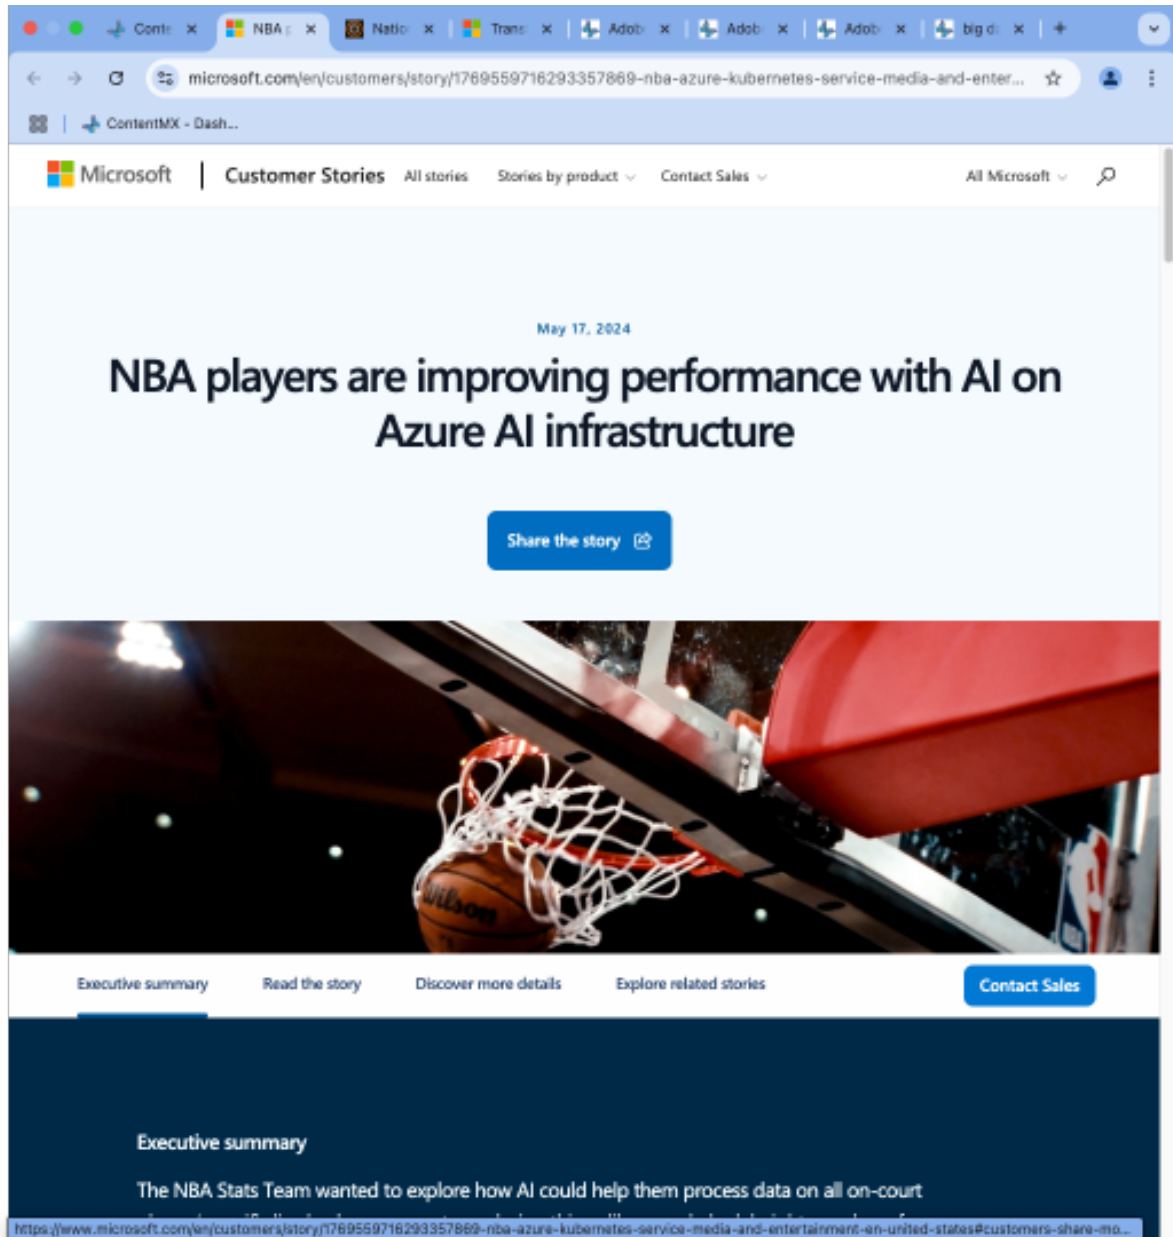 Conte
NBA p
Natio
Trans
Adob
Adob
Adob
big d
microsoft.com/en/customers/story/1769559716293357869-nba-azure-kubernetes-service-media-and-enter...
ContentMX - Dash...
Microsoft | Customer Stories All stories Stories by product Contact Sales All Microsoft
May 17, 2024
NBA players are improving performance with AI on
Azure AI infrastructure
Share the story
Wilson
NBA
Executive summary Read the story Discover more details Explore related stories Contact Sales
Executive summary
The NBA Stats Team wanted to explore how AI could help them process data on all on-court
https://www.microsoft.com/en/customers/story/1769559716293357869-nba-azure-kubernetes-service-media-and-entertainment-en-united-states#customers-share-mo...